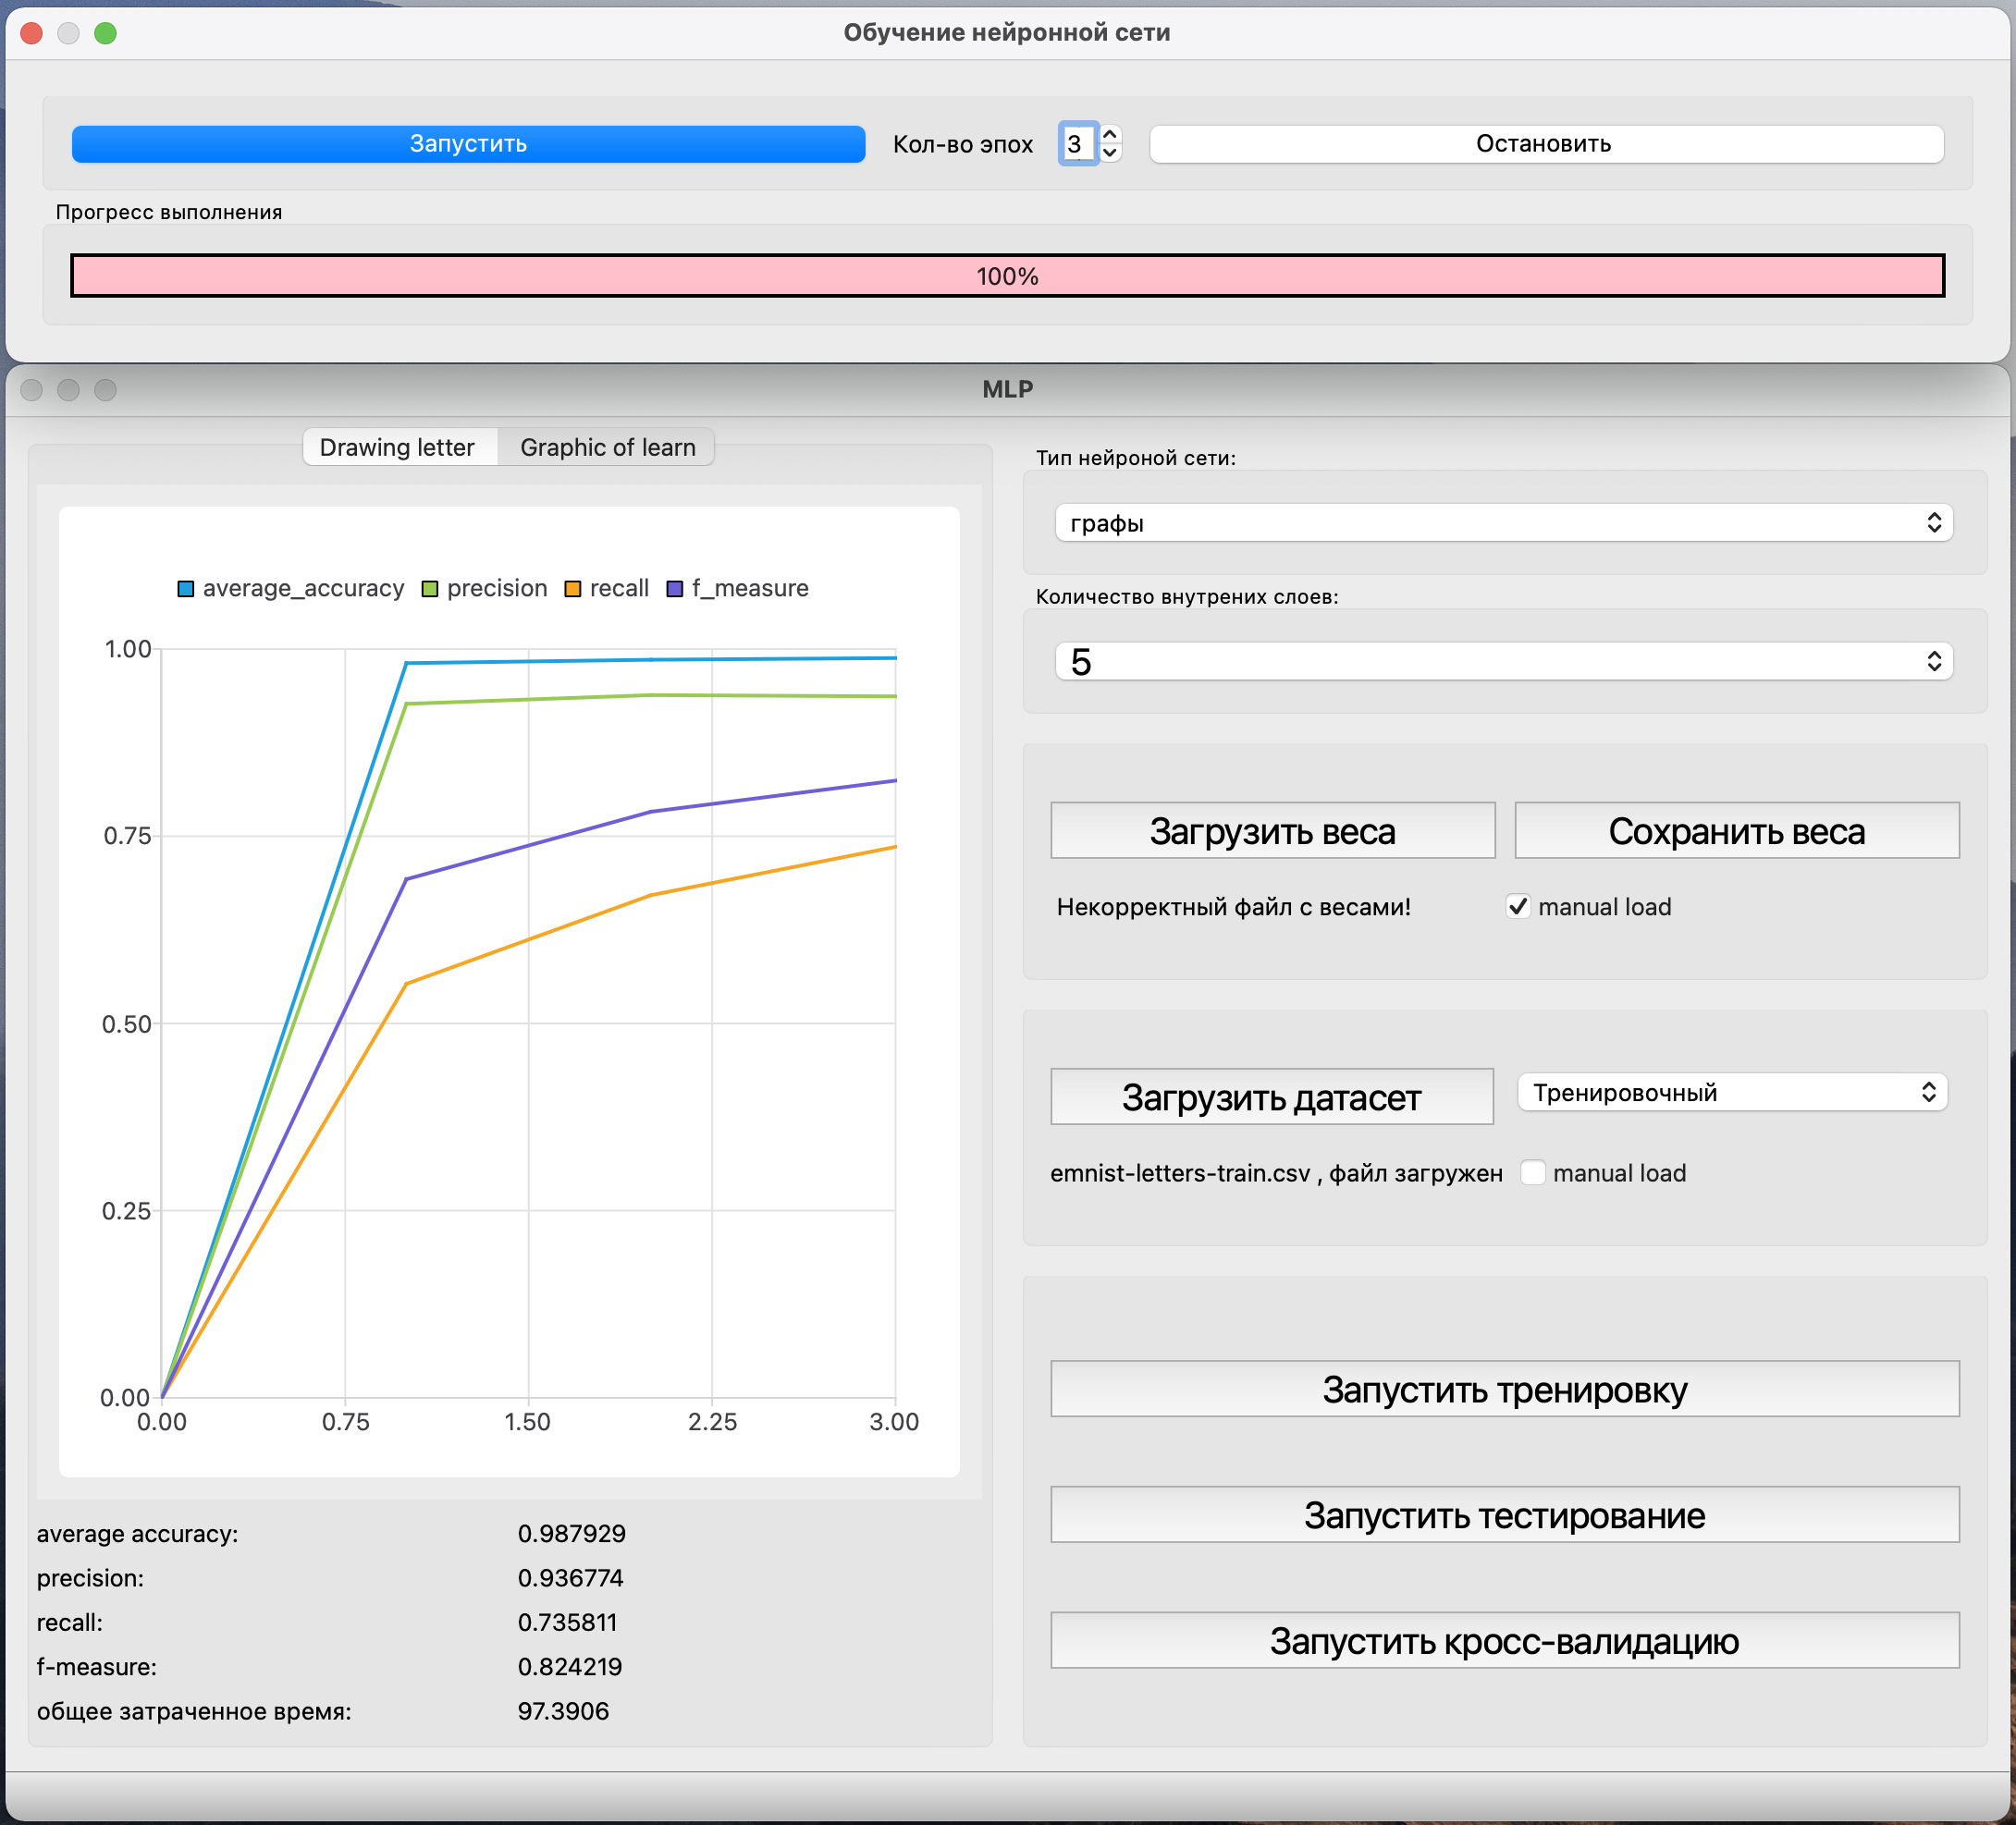 Обучение нейронной сети
Запустить
Кол-во эпох
3
Остановить
Прогресс выполнения
100%
MLP
Drawing letter
Graphic of learn
average_accuracy precision recall f_measure
1.00
0.75
0.50
0.25
0.00
0.00 0.75 1.50 2.25 3.00
average accuracy: 0.987929
precision: 0.936774
recall: 0.735811
f-measure: 0.824219
общее затраченное время: 97.3906
Тип нейроной сети:
графы
Количество внутрених слоев:
5
Загрузить веса
Сохранить веса
Некорректный файл с весами!
manual load
Загрузить датасет
Тренировочный
emnist-letters-train.csv , файл загружен
manual load
Запустить тренировку
Запустить тестирование
Запустить кросс-валидацию